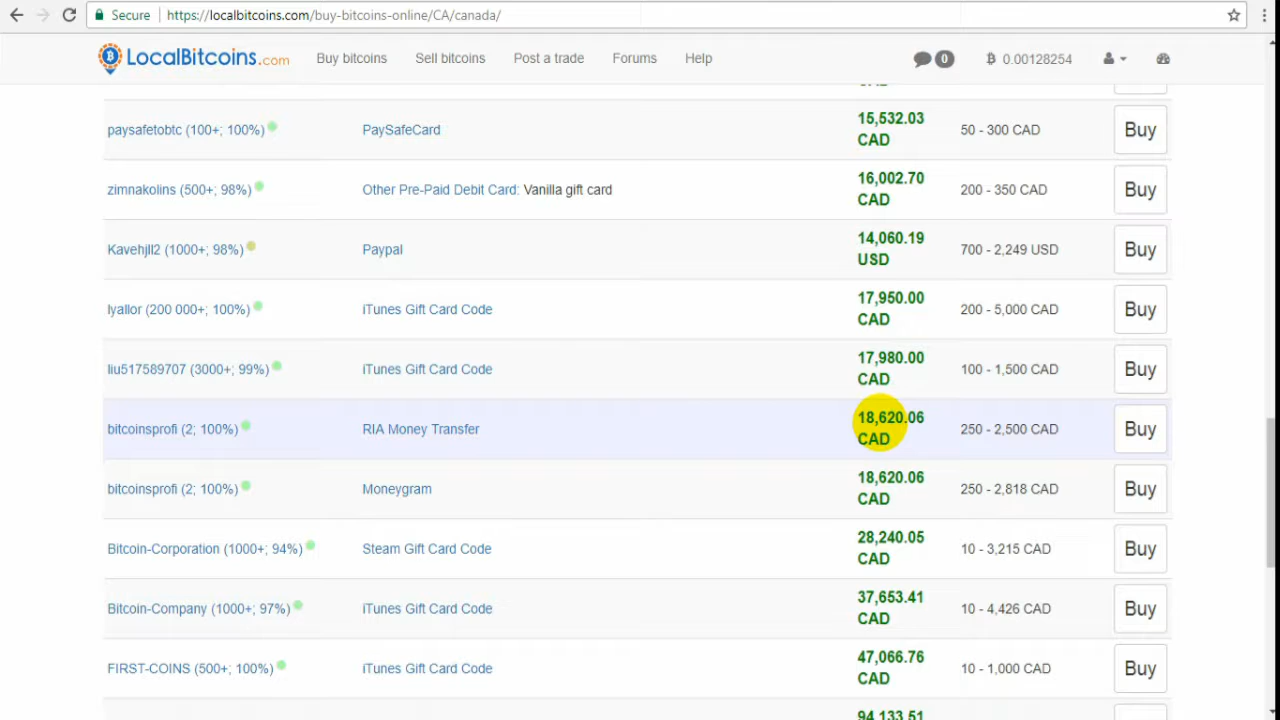 Secure | https://localbitcoins.com/buy-bitcoins-online/CA/canada/
LocalBitcoins.com Buy bitcoins Sell bitcoins Post a trade Forums Help 0 0.00128254
CAD
paysafetobtc (100+; 100%) PaySafeCard 15,532.03 CAD 50 - 300 CAD Buy
zimnakolins (500+; 98%) Other Pre-Paid Debit Card: Vanilla gift card 16,002.70 CAD 200 - 350 CAD Buy
Kavehjll2 (1000+; 98%) Paypal 14,060.19 USD 700 - 2,249 USD Buy
lyallor (200 000+; 100%) iTunes Gift Card Code 17,950.00 CAD 200 - 5,000 CAD Buy
liu517589707 (3000+; 99%) iTunes Gift Card Code 17,980.00 CAD 100 - 1,500 CAD Buy
bitcoinsprofi (2; 100%) RIA Money Transfer 18,620.06 CAD 250 - 2,500 CAD Buy
bitcoinsprofi (2; 100%) Moneygram 18,620.06 CAD 250 - 2,818 CAD Buy
Bitcoin-Corporation (1000+; 94%) Steam Gift Card Code 28,240.05 CAD 10 - 3,215 CAD Buy
Bitcoin-Company (1000+; 97%) iTunes Gift Card Code 37,653.41 CAD 10 - 4,426 CAD Buy
FIRST-COINS (500+; 100%) iTunes Gift Card Code 47,066.76 CAD 10 - 1,000 CAD Buy
94,133.51